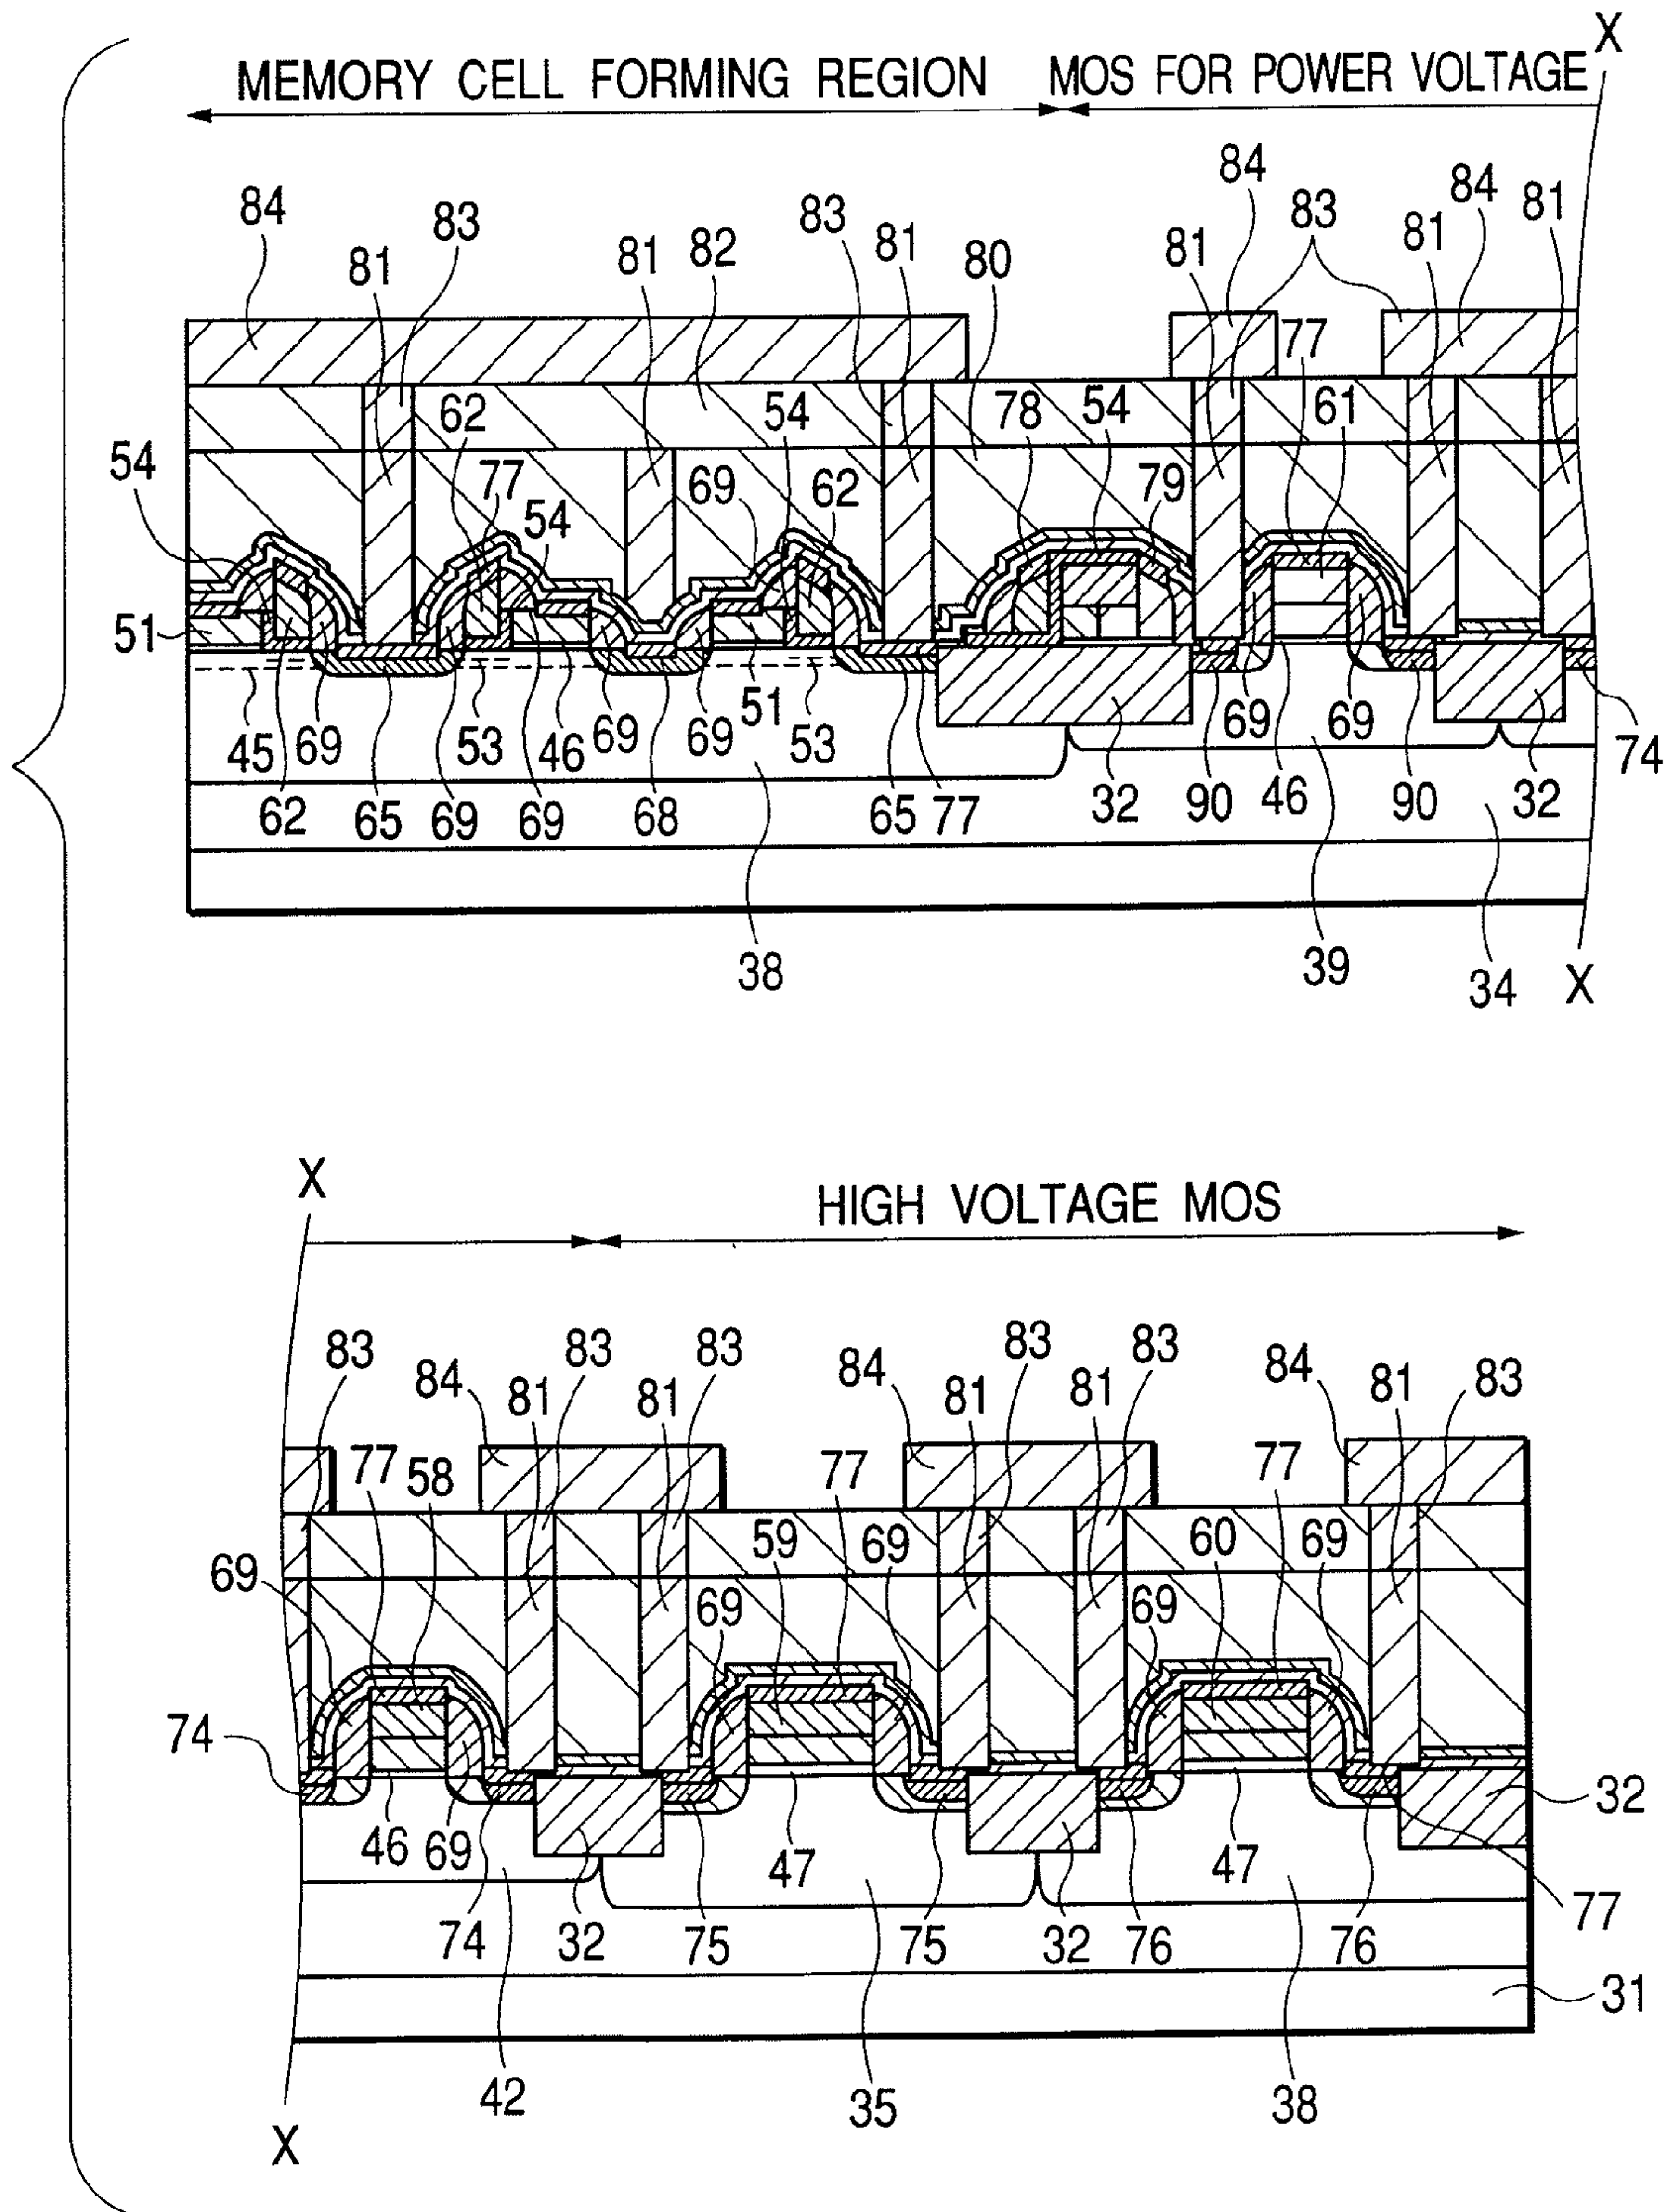 X
MEMORY CELL FORMING REGION MOS FOR POWER VOLTAGE
84 84 83 84 81
84 83 81 82 83 81 80 81 81
81 77
62 54 78 54 61
54 77 54 69 62 79
51
45 69 53 46 69 69 51 53 69 69 74
62 65 69 69 68 65 77 32 90 46 90 32
38 39 34
X
X
HIGH VOLTAGE MOS
83 84 81 83 81 83 84 81 83 81 83 84 81 83
77 58 77 77
59 69 60 69
69 69 69
74
46 69 47 47 32
74 32 75 75 32 76 76 77
31
42 35 38
X